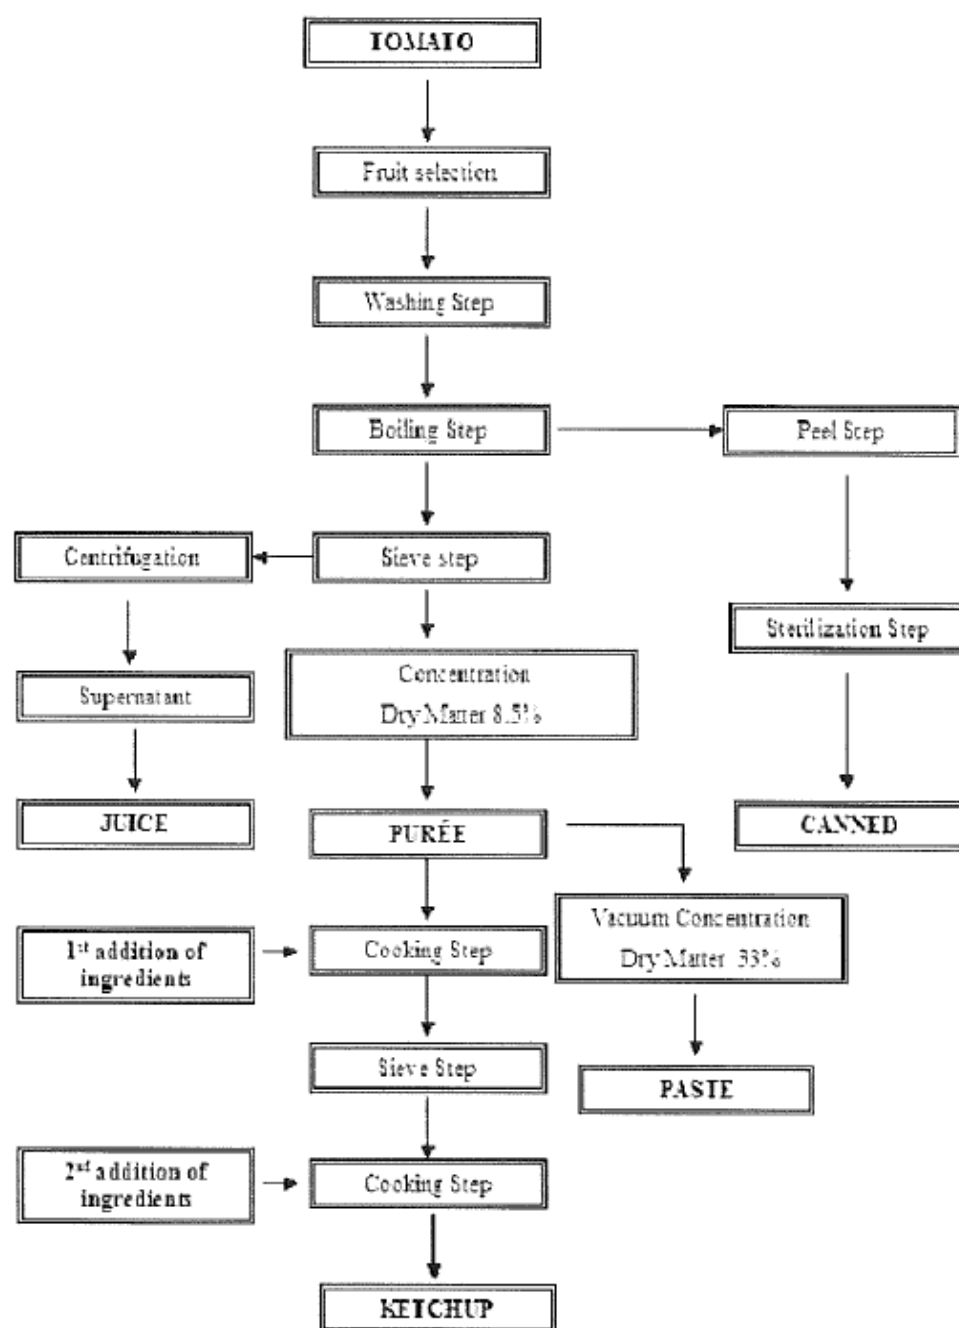 TOMATO
Fruit selection
Washing Step
Boiling Step
Peel Step
Centrifugation
Sieve step
Sterilization Step
Concentration
Dry Matter 8.5%
Supernatant
JUICE
PURÉE
CANNED
Vacuum Concentration
Dry Matter 33%
1st addition of
ingredients
Cooking Step
Sieve Step
PASTE
2nd addition of
ingredients
Cooking Step
KETCHUP